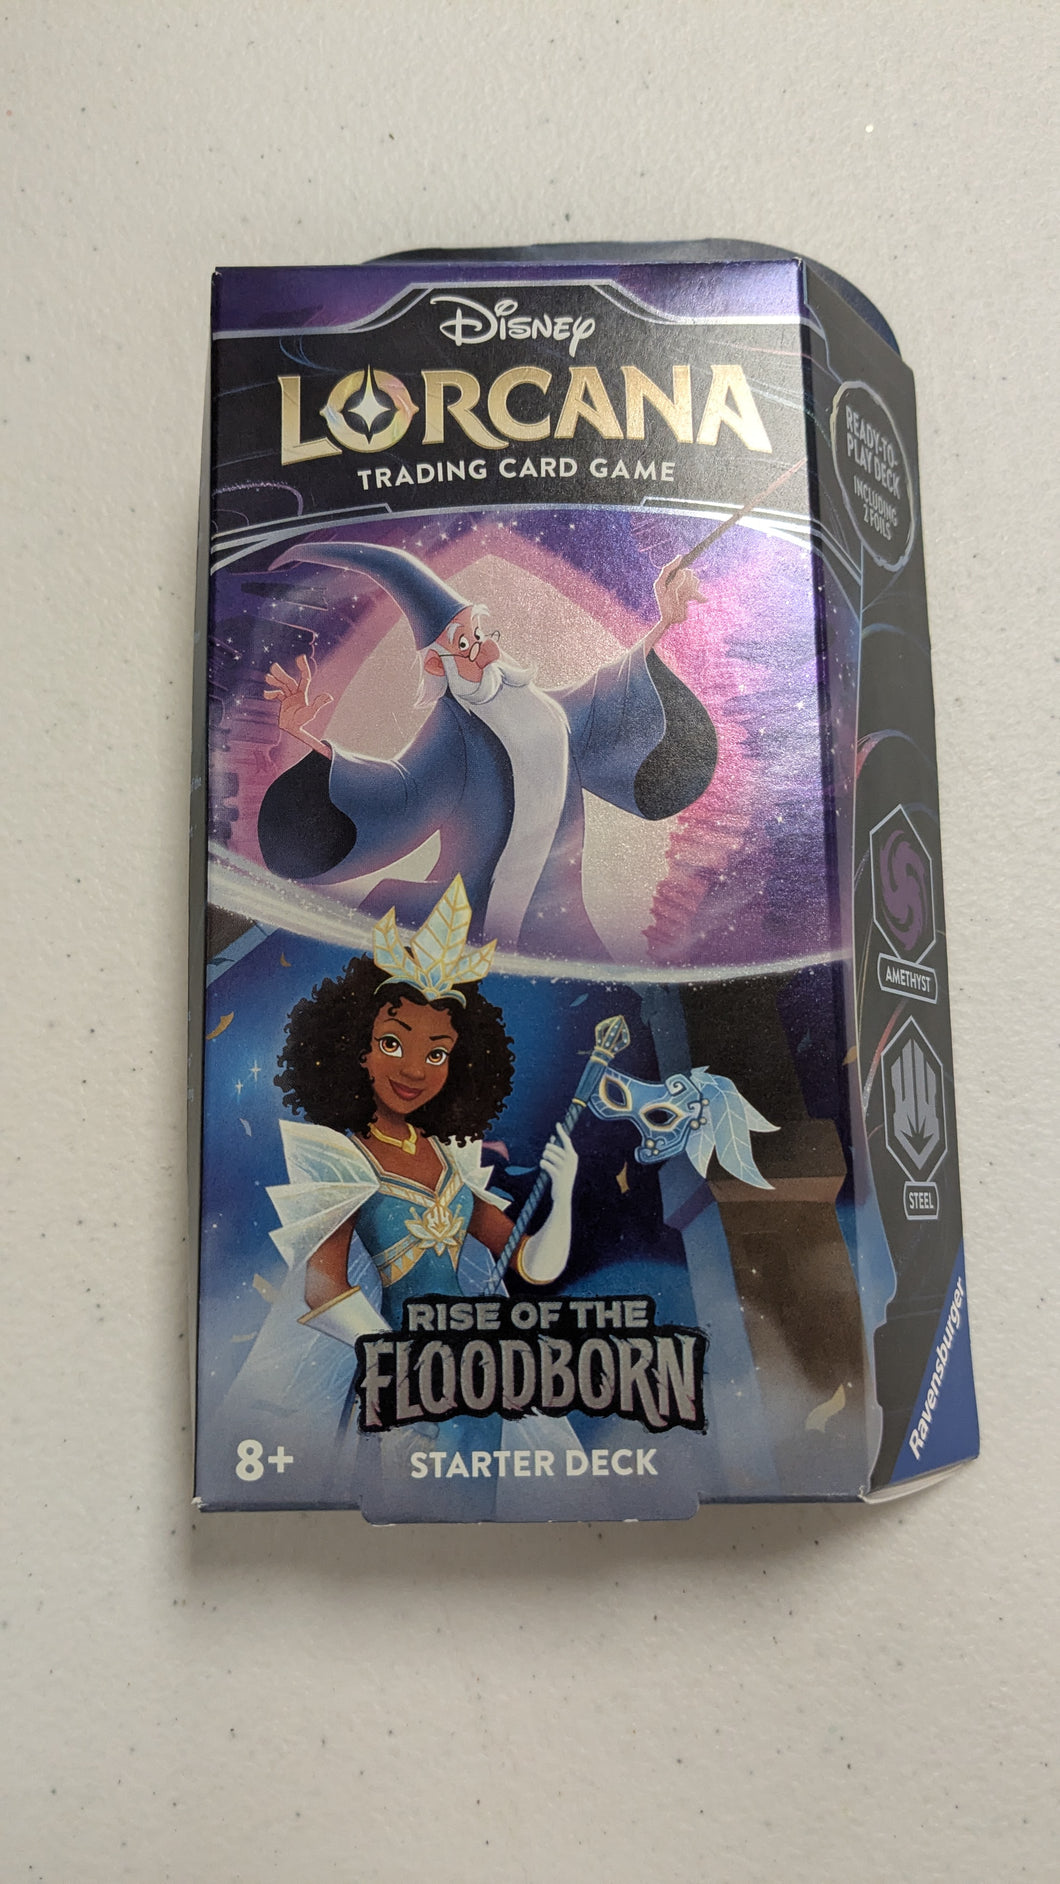 Disney
LORCANA
TRADING CARD GAME
READY-TO-
PLAY DECK
INCLUDING
2 FOILS
AMETHYST
STEEL
RISE OF THE
FLOODBORN
8+
STARTER DECK
Ravensburger